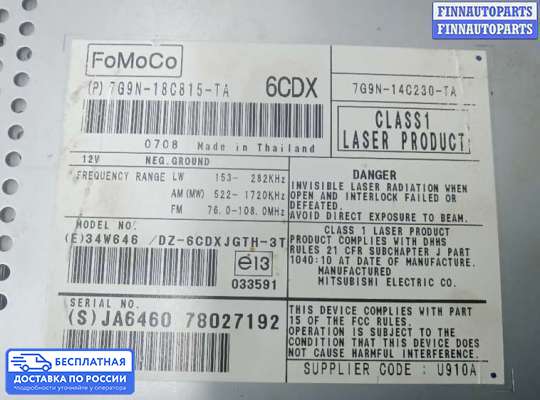 FINNAUTOPARTS
FINNAUTOPARTS
FINNAUTOPARTS
FoMoCo
(P) 7G9N-18C815-TA
6CDX
7G9N-14C230-TA
CLASS1
LASER PRODUCT
0708 Made in Thailand
12V NEG.GROUND
FREQUENCY RANGE LW 153- 282KHz
AM(MW) 522-1720KHz
FM 76.0-108.0MHz
DANGER
INVISIBLE LASER RADIATION WHEN
OPEN AND INTERLOCK FAILED OR
DEFEATED.
AVOID DIRECT EXPOSURE TO BEAM.
MODEL NO.
(E)34W646 /DZ-6CDXJGTH-3T
e13
033591
CLASS 1 LASER PRODUCT
PRODUCT COMPLIES WITH DHHS
RULES 21 CFR SUBCHAPTER J PART
1040:10 AT DATE OF MANUFACTURE.
MANUFACTURED
MITSUBISHI ELECTRIC CO.
SERIAL NO.
(S)JA6460 78027192
THIS DEVICE COMPLIES WITH PART
15 OF THE FCC RULES.
OPERATION IS SUBJECT TO THE
CONDITION THAT THIS DEVICE DOES
NOT CAUSE HARMFUL INTERFERENCE.
SUPPLIER CODE : U910A
БЕСПЛАТНАЯ
ДОСТАВКА ПО РОССИИ
подробности уточняйте у оператора